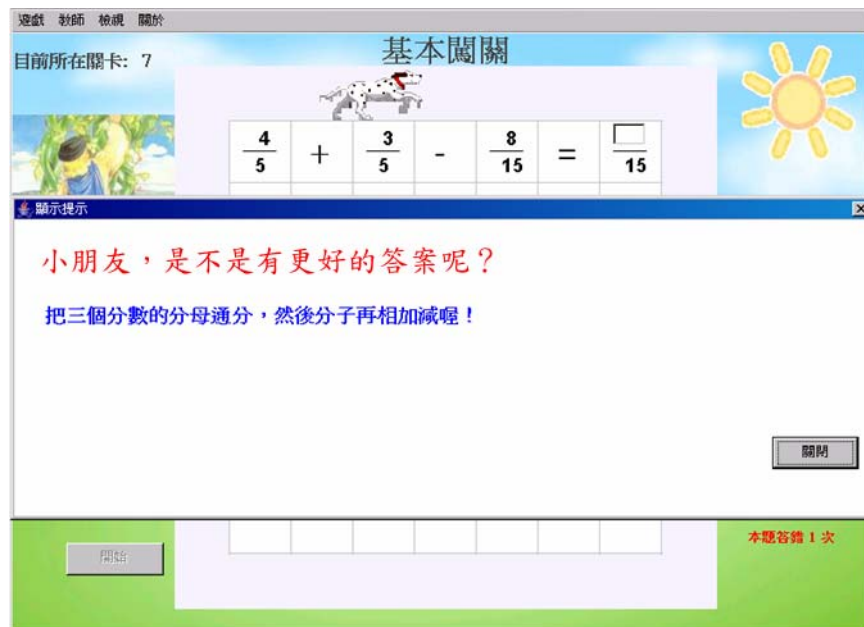 遊戲 教師 檢視 關於
目前所在關卡: 7
基本闖關
4/5 + 3/5 - 8/15 = □/15
顯示提示
小朋友，是不是有更好的答案呢？
把三個分數的分母通分，然後分子再相加減喔！
關閉
本題答錯 1 次
開始